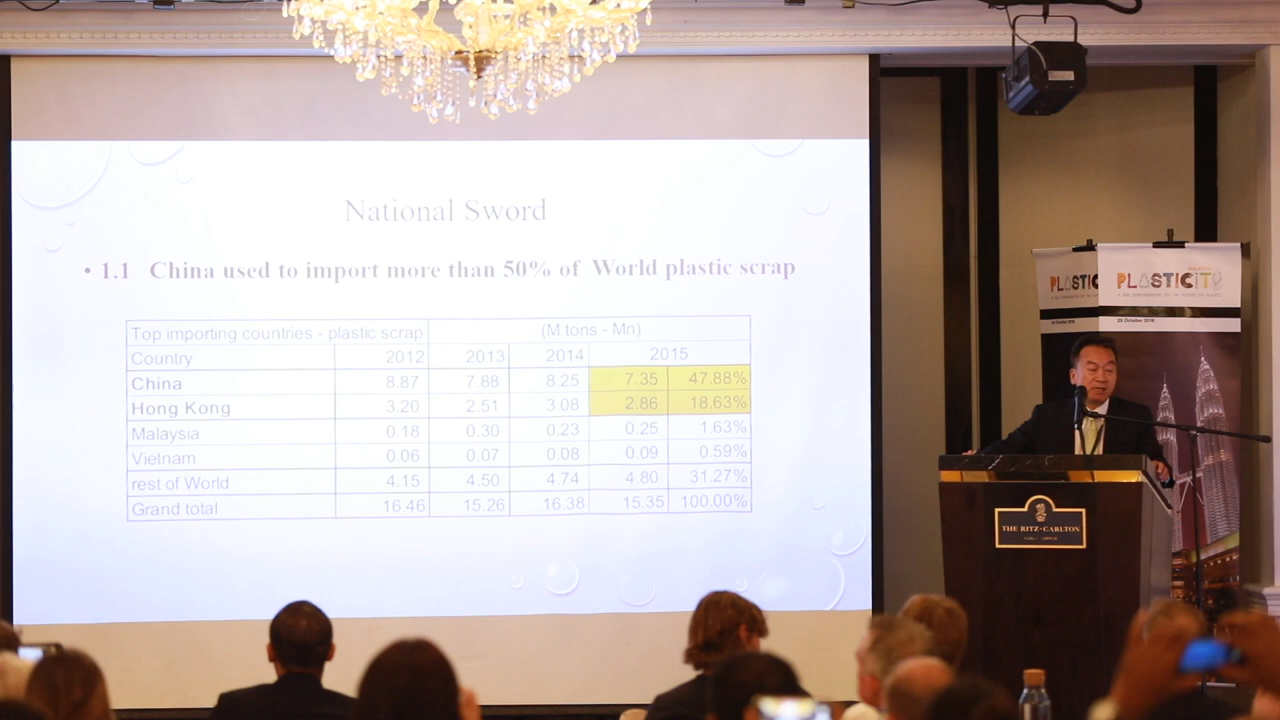 National Sword
• 1.1 China used to import more than 50% of World plastic scrap
Top importing countries - plastic scrap (M tons - Mn)
Country 2012 2013 2014 2015
China 8.87 7.88 8.25 7.35 47.88%
Hong Kong 3.20 2.51 3.08 2.86 18.63%
Malaysia 0.18 0.30 0.23 0.25 1.63%
Vietnam 0.06 0.07 0.08 0.09 0.59%
rest of World 4.15 4.50 4.74 4.80 31.27%
Grand total 16.46 15.26 16.38 15.35 100.00%
PLASTIC
PLASTICITY
THE RITZ-CARLTON